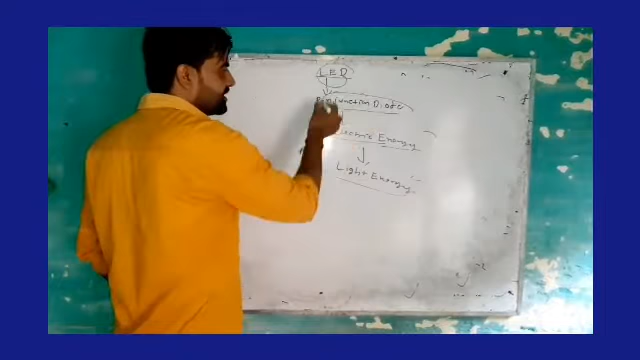 LED
Junction Diode
Electric Energy
Light Energy